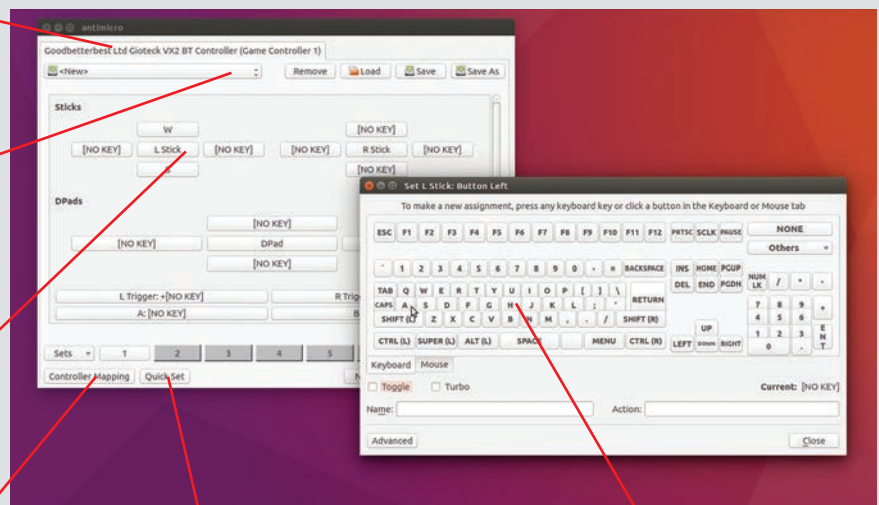 antimicro
Goodbetterbest Ltd Gioteck VX2 BT Controller (Game Controller 1)
<New> Remove Load Save Save As
Sticks
W [NO KEY]
[NO KEY] L Stick [NO KEY] [NO KEY] R Stick [NO KEY]
S [NO KEY]
DPads
[NO KEY]
[NO KEY] DPad
[NO KEY]
L Trigger: +[NO KEY] R Trig
A: [NO KEY] B
Sets 1 2 3 4 5
Controller Mapping Quick Set N
Set L Stick: Button Left
To make a new assignment, press any keyboard key or click a button in the Keyboard or Mouse tab
ESC F1 F2 F3 F4 F5 F6 F7 F8 F9 F10 F11 F12 PRTSC SCLK PAUSE NONE
Others
` 1 2 3 4 5 6 7 8 9 0 - = BACKSPACE INS HOME PGUP NUM LK / * -
TAB Q W E R T Y U I O P [ ] \ DEL END PGDN
CAPS A S D F G H J K L ; ' RETURN 7 8 9 +
SHIFT (L) Z X C V B N M , . / SHIFT (R) UP 4 5 6
CTRL (L) SUPER (L) ALT (L) SPACE MENU CTRL (R) LEFT DOWN RIGHT 1 2 3 ENT
0 .
Keyboard Mouse
Toggle Turbo Current: [NO KEY]
Name: Action:
Advanced Close